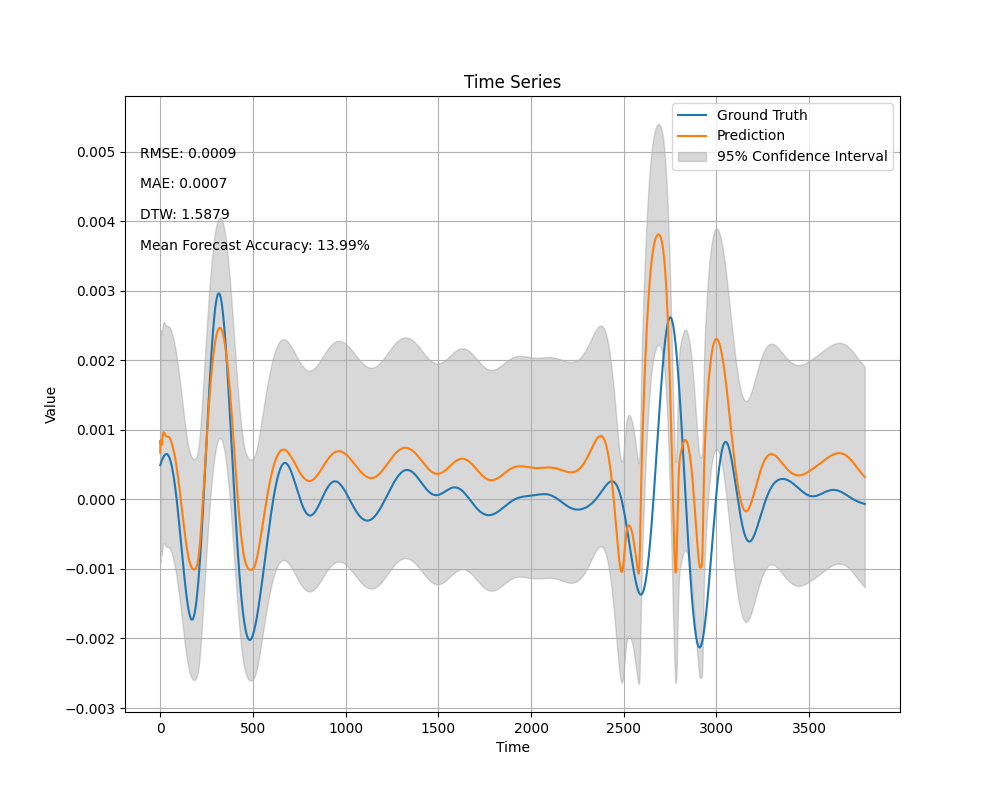 Time Series
Ground Truth
Prediction
95% Confidence Interval
RMSE: 0.0009
MAE: 0.0007
DTW: 1.5879
Mean Forecast Accuracy: 13.99%
Value
0.005
0.004
0.003
0.002
0.001
0.000
−0.001
−0.002
−0.003
0 500 1000 1500 2000 2500 3000 3500
Time